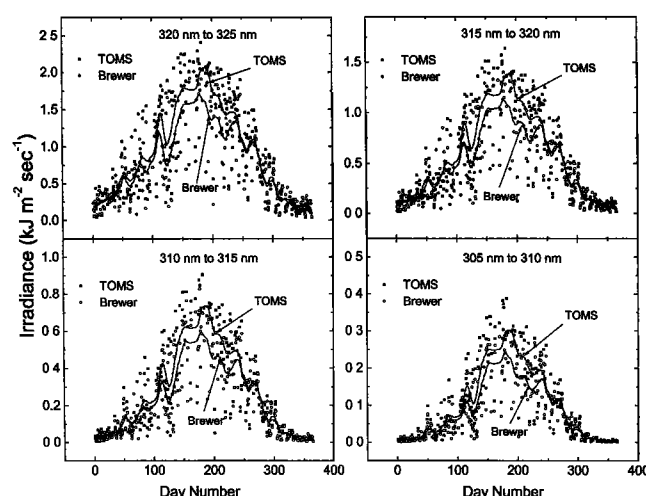 320 nm to 325 nm
TOMS
Brewer
TOMS
Brewer
2.5
2.0
1.5
1.0
0.5
0.0
315 nm to 320 nm
TOMS
Brewer
TOMS
Brewer
1.5
1.0
0.5
0.0
Irradiance (kJ m-2 sec-1)
310 nm to 315 nm
TOMS
Brewer
TOMS
Brewer
1.0
0.8
0.6
0.4
0.2
0.0
0 100 200 300 400
Day Number
305 nm to 310 nm
TOMS
Brewer
TOMS
Brewer
0.5
0.4
0.3
0.2
0.1
0.0
0 100 200 300 400
Day Number